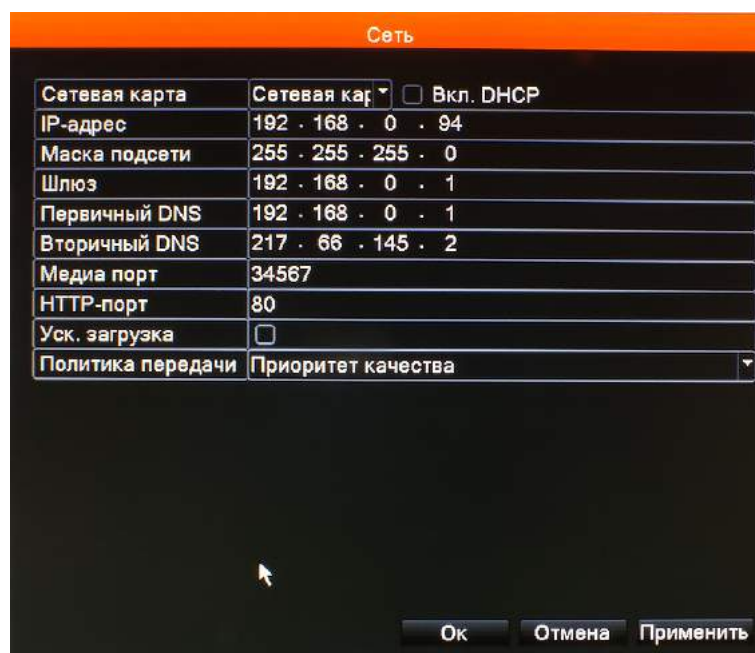 Сеть
Сетевая карта Сетевая кар Вкл. DHCP
IP-адрес 192 . 168 . 0 . 94
Маска подсети 255 . 255 . 255 . 0
Шлюз 192 . 168 . 0 . 1
Первичный DNS 192 . 168 . 0 . 1
Вторичный DNS 217 . 66 . 145 . 2
Медиа порт 34567
HTTP-порт 80
Уск. загрузка
Политика передачи Приоритет качества
Ок Отмена Применить